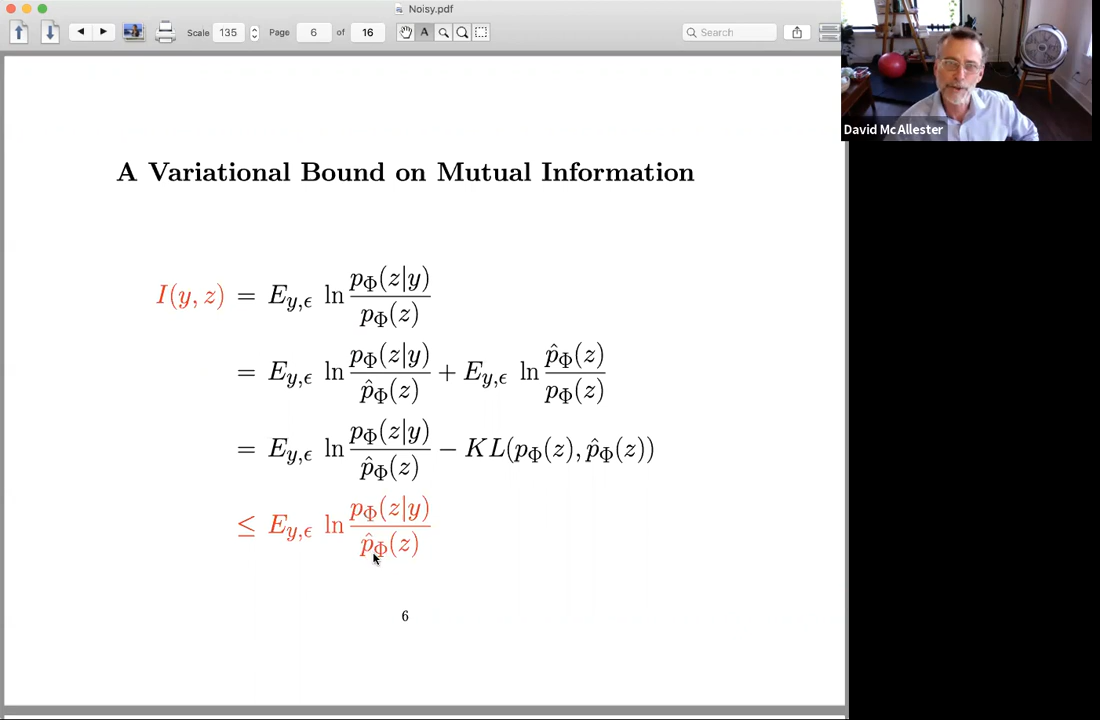 Noisy.pdf
Scale 135 Page 6 of 16 A Search
David McAllester
A Variational Bound on Mutual Information
I(y, z) = E_{y,ϵ} ln p_Φ(z|y) / p_Φ(z)
= E_{y,ϵ} ln p_Φ(z|y) / p̂_Φ(z) + E_{y,ϵ} ln p̂_Φ(z) / p_Φ(z)
= E_{y,ϵ} ln p_Φ(z|y) / p̂_Φ(z) − KL(p_Φ(z), p̂_Φ(z))
≤ E_{y,ϵ} ln p_Φ(z|y) / p̂_Φ(z)
6